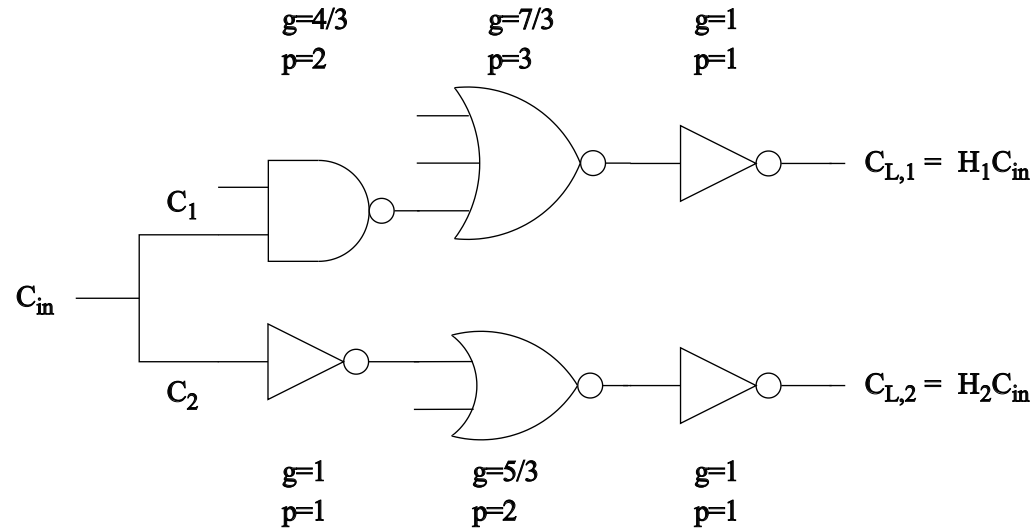 g=4/3 g=7/3 g=1
p=2 p=3 p=1
C1
CL,1 = H1Cin
Cin
C2
CL,2 = H2Cin
g=1 g=5/3 g=1
p=1 p=2 p=1